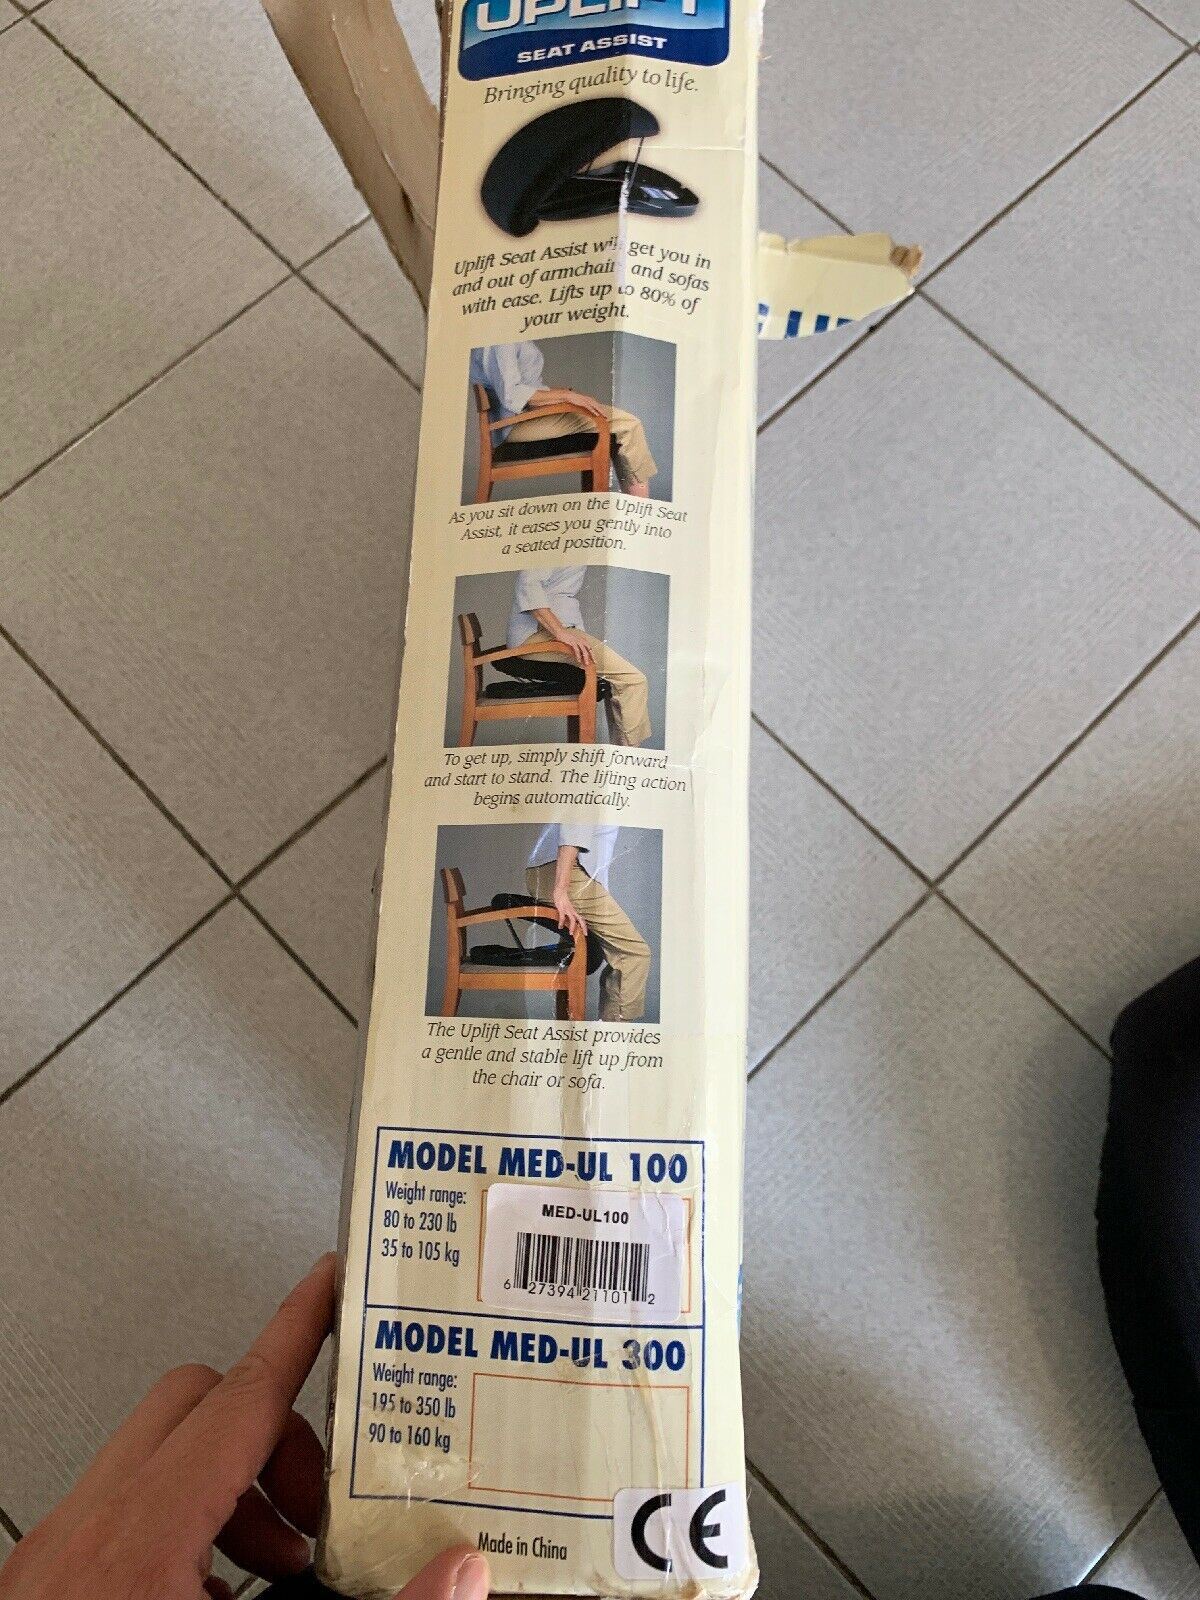 UPLIFT
SEAT ASSIST
Bringing quality to life.
Uplift Seat Assist will get you in
and out of armchairs and sofas
with ease. Lifts up to 80% of
your weight.
As you sit down on the Uplift Seat
Assist, it eases you gently into
a seated position.
To get up, simply shift forward
and start to stand. The lifting action
begins automatically.
The Uplift Seat Assist provides
a gentle and stable lift up from
the chair or sofa.
MODEL MED-UL 100
Weight range:
80 to 230 lb
35 to 105 kg
MED-UL100
6 27394 21101 2
MODEL MED-UL 300
Weight range:
195 to 350 lb
90 to 160 kg
Made in China
CE